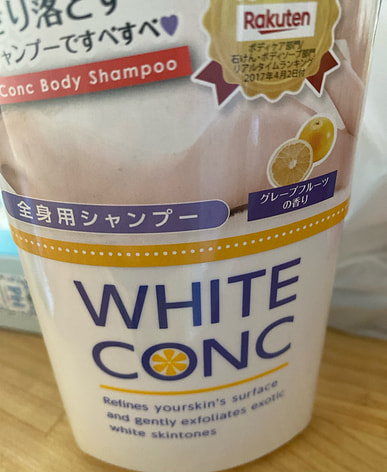 り落とす
ャンプーですべすべ
Conc Body Shampoo
Rakuten
ボディケア部門
石けん・ボディソープ部門
リアルタイムランキング
2017年4月2日付
グレープフルーツ
の香り
全身用シャンプー
WHITE
CONC
Refines yourskin's surface
and gently exfoliates exotic
white skintones